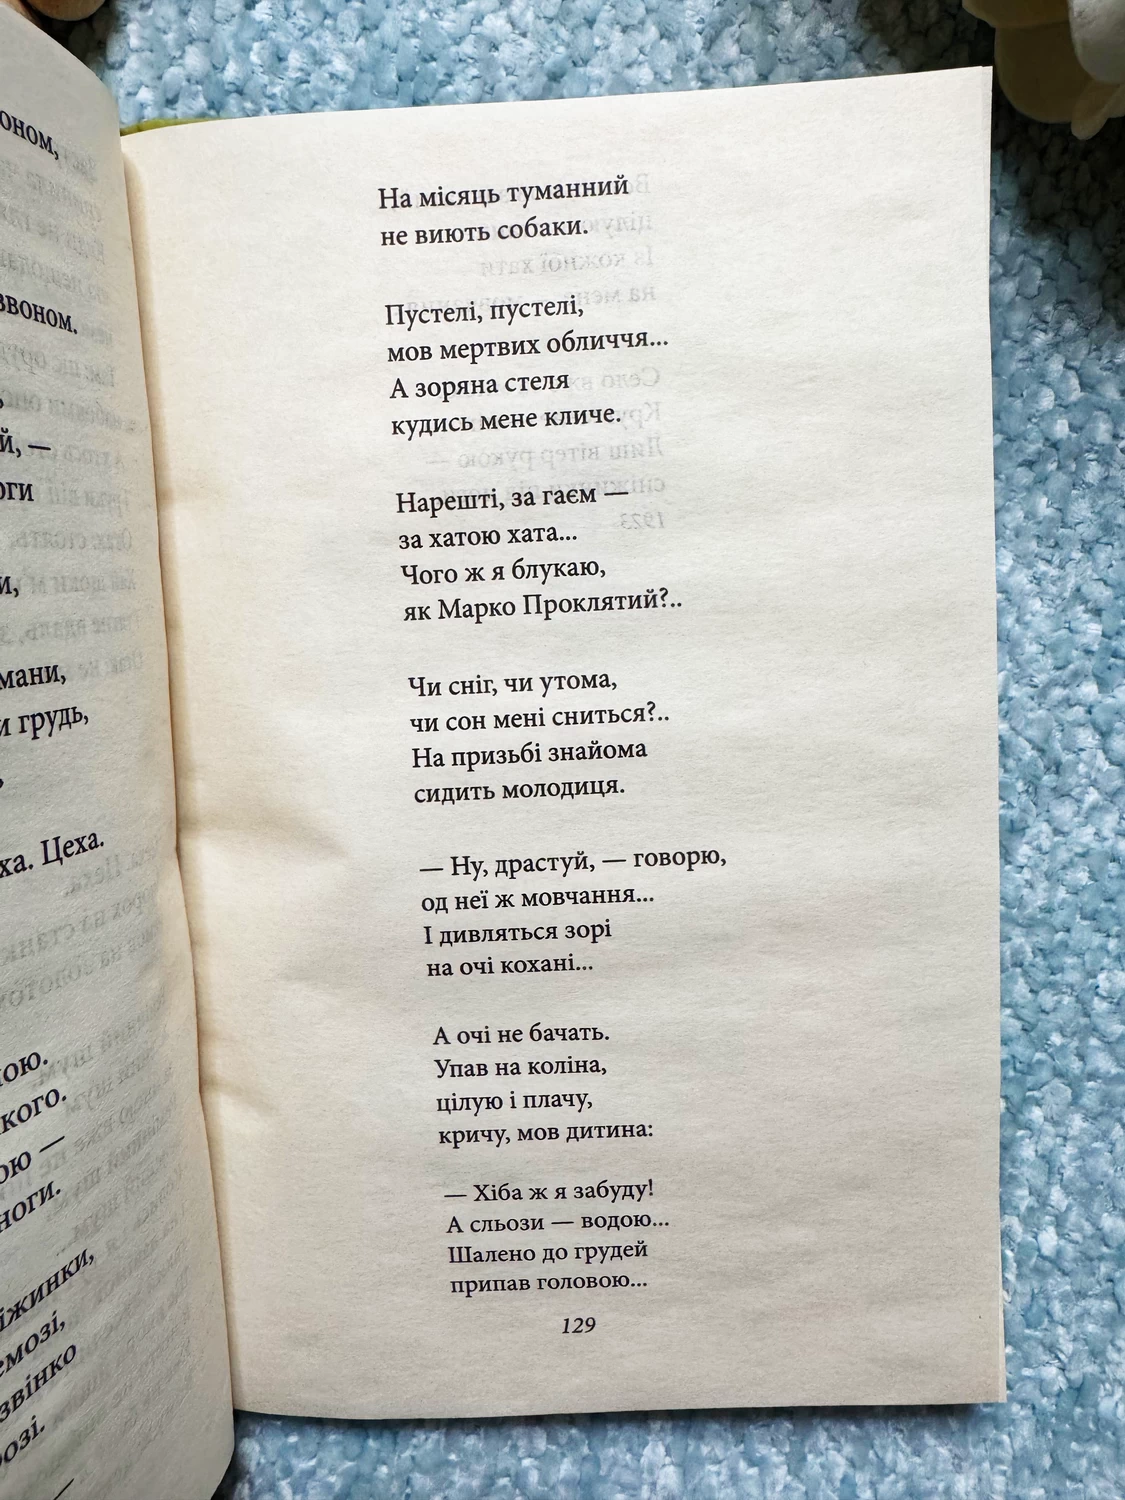 звоном.
й, —
ха. Цеха.
На місяць туманний
не виють собаки.
Пустелі, пустелі,
мов мертвих обличчя...
А зоряна стеля
кудись мене кличе.
Нарешті, за гаєм —
за хатою хата...
Чого ж я блукаю,
як Марко Проклятий?..
Чи сніг, чи утома,
чи сон мені сниться?..
На призьбі знайома
сидить молодиця.
— Ну, драстуй, — говорю,
од неї ж мовчання...
І дивляться зорі
на очі кохані...
А очі не бачать.
Упав на коліна,
цілую і плачу,
кричу, мов дитина:
— Хіба ж я забуду!
А сльози — водою...
Шалено до грудей
припав головою...
129